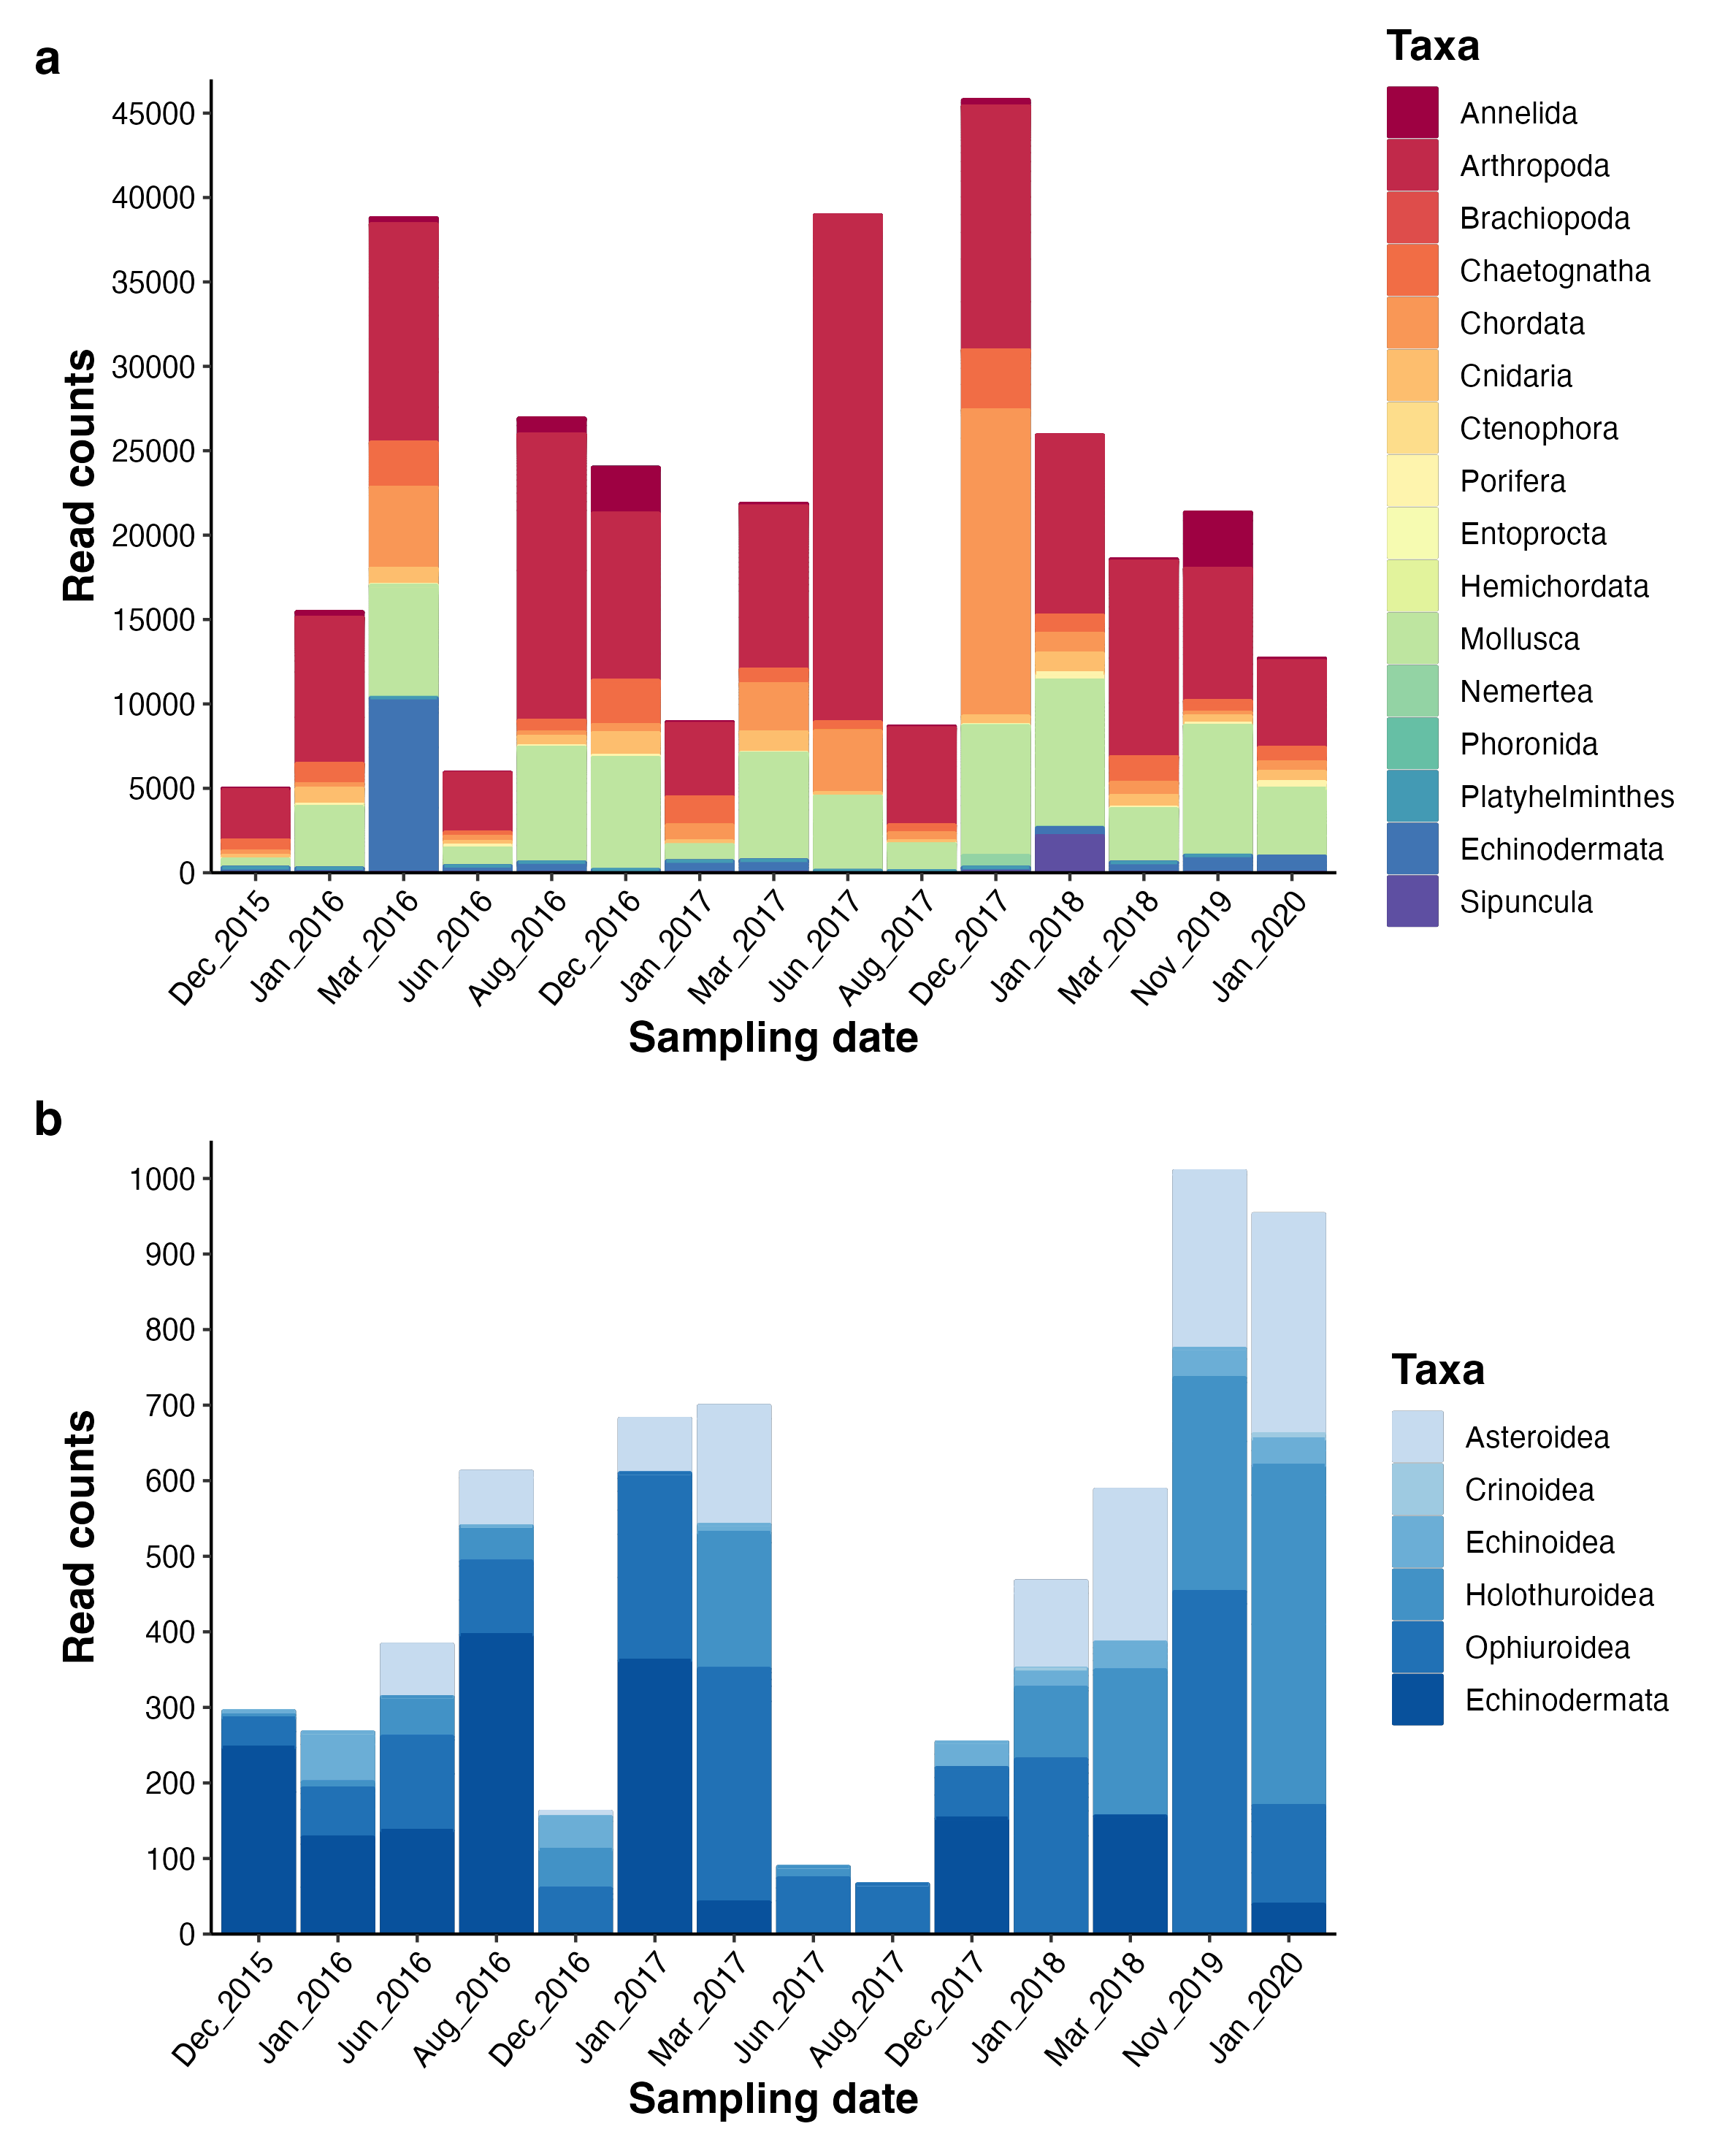 a
Taxa
Annelida
Arthropoda
Brachiopoda
Chaetognatha
Chordata
Cnidaria
Ctenophora
Porifera
Entoprocta
Hemichordata
Mollusca
Nemertea
Phoronida
Platyhelminthes
Echinodermata
Sipuncula
Read counts
45000
40000
35000
30000
25000
20000
15000
10000
5000
0
Dec_2015
Jan_2016
Mar_2016
Jun_2016
Aug_2016
Dec_2016
Jan_2017
Mar_2017
Jun_2017
Aug_2017
Dec_2017
Jan_2018
Mar_2018
Nov_2019
Jan_2020
Sampling date
b
Read counts
1000
900
800
700
600
500
400
300
200
100
0
Taxa
Asteroidea
Crinoidea
Echinoidea
Holothuroidea
Ophiuroidea
Echinodermata
Dec_2015
Jan_2016
Jun_2016
Aug_2016
Dec_2016
Jan_2017
Mar_2017
Jun_2017
Aug_2017
Dec_2017
Jan_2018
Mar_2018
Nov_2019
Jan_2020
Sampling date